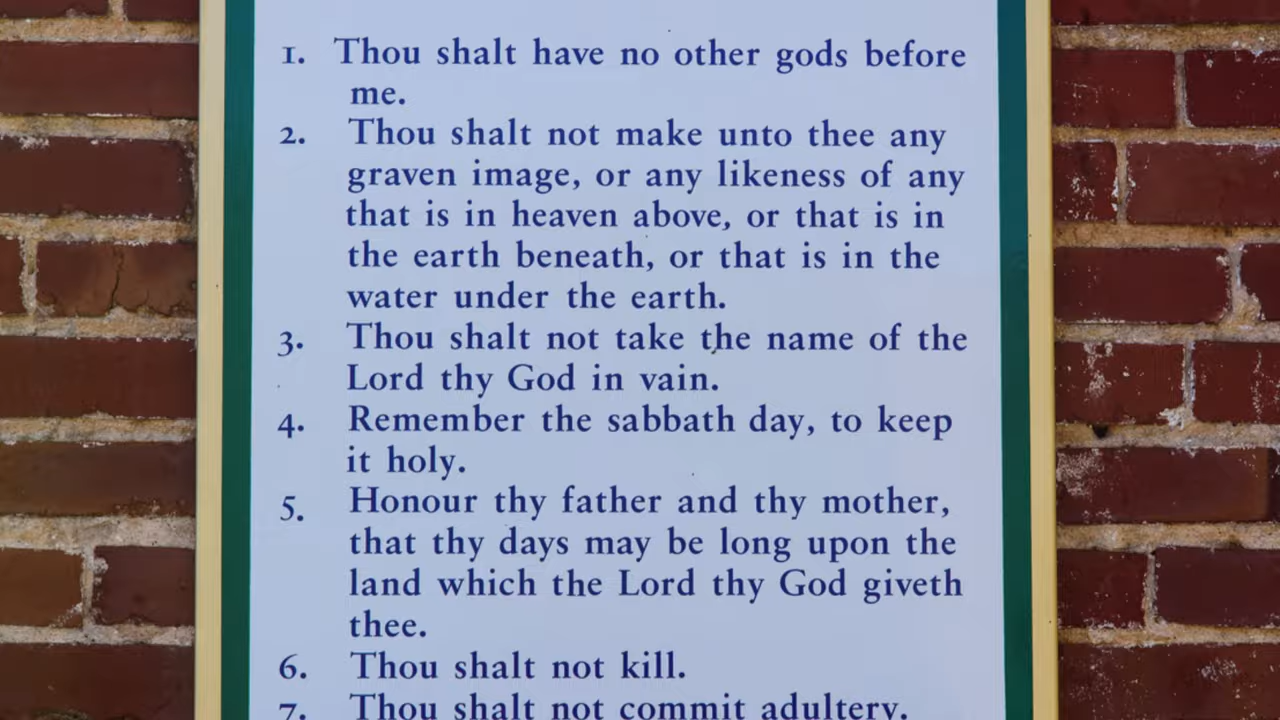 1. Thou shalt have no other gods before
me.
2. Thou shalt not make unto thee any
graven image, or any likeness of any
that is in heaven above, or that is in
the earth beneath, or that is in the
water under the earth.
3. Thou shalt not take the name of the
Lord thy God in vain.
4. Remember the sabbath day, to keep
it holy.
5. Honour thy father and thy mother,
that thy days may be long upon the
land which the Lord thy God giveth
thee.
6. Thou shalt not kill.
7. Thou shalt not commit adultery.